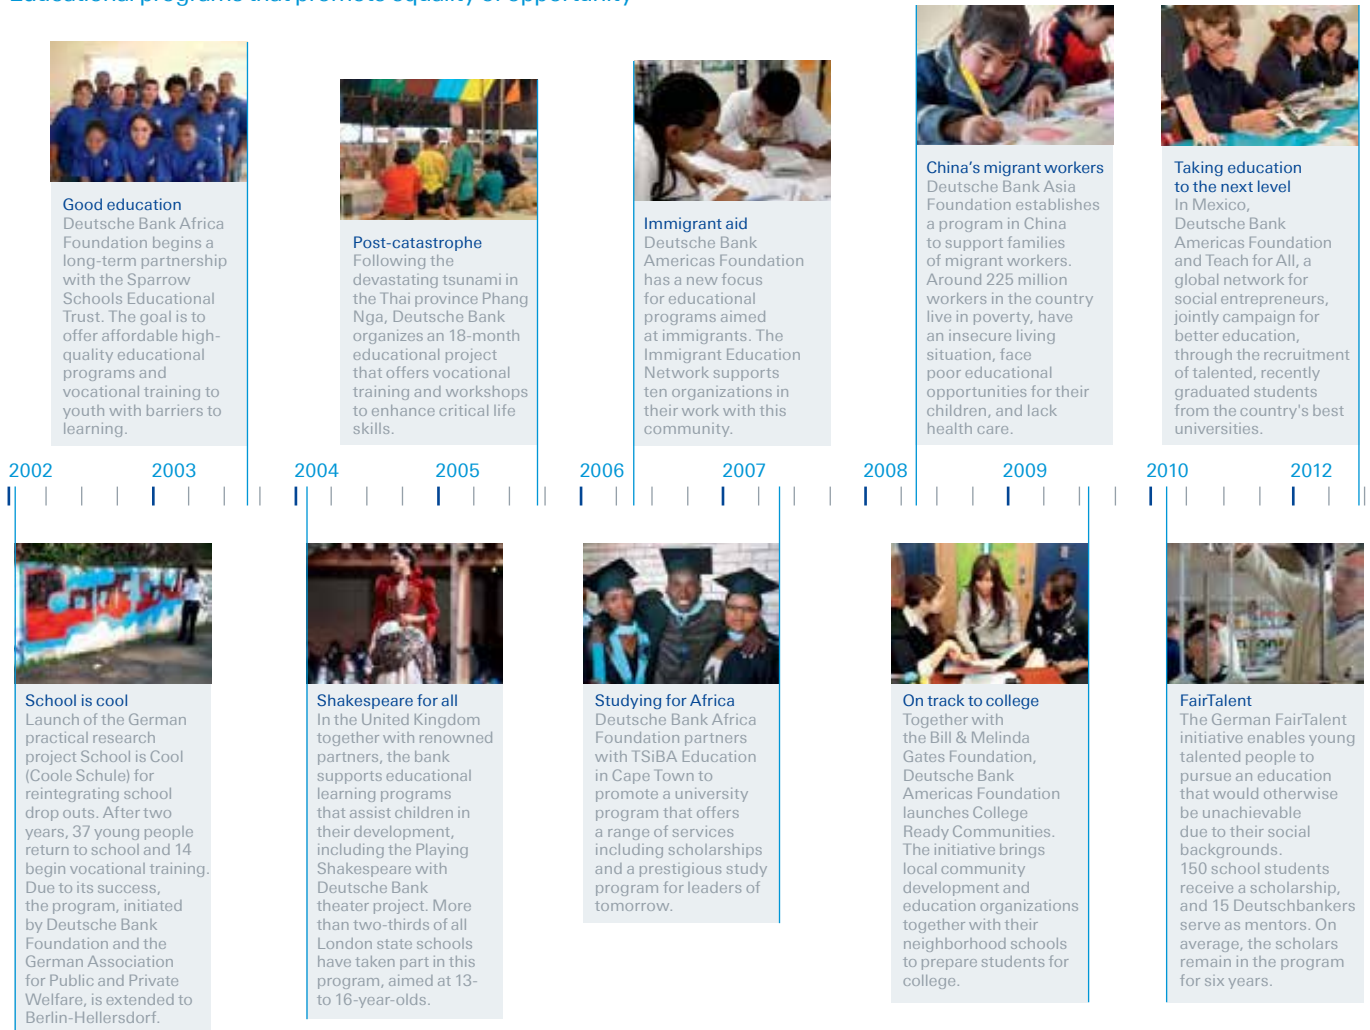 Educational programs that promote equality of opportunity
Good education
Deutsche Bank Africa
Foundation begins a
long-term partnership
with the Sparrow
Schools Educational
Trust. The goal is to
offer affordable high-
quality educational
programs and
vocational training to
youth with barriers to
learning.
Post-catastrophe
Following the
devastating tsunami in
the Thai province Phang
Nga, Deutsche Bank
organizes an 18-month
educational project
that offers vocational
training and workshops
to enhance critical life
skills.
Immigrant aid
Deutsche Bank
Americas Foundation
has a new focus
for educational
programs aimed
at immigrants. The
Immigrant Education
Network supports
ten organizations in
their work with this
community.
China's migrant workers
Deutsche Bank Asia
Foundation establishes
a program in China
to support families
of migrant workers.
Around 225 million
workers in the country
live in poverty, have
an insecure living
situation, face
poor educational
opportunities for their
children, and lack
health care.
Taking education
to the next level
In Mexico,
Deutsche Bank
Americas Foundation
and Teach for All, a
global network for
social entrepreneurs,
jointly campaign for
better education,
through the recruitment
of talented, recently
graduated students
from the country's best
universities.
2002 2003 2004 2005 2006 2007 2008 2009 2010 2012
School is cool
Launch of the German
practical research
project School is Cool
(Coole Schule) for
reintegrating school
drop outs. After two
years, 37 young people
return to school and 14
begin vocational training.
Due to its success,
the program, initiated
by Deutsche Bank
Foundation and the
German Association
for Public and Private
Welfare, is extended to
Berlin-Hellersdorf.
Shakespeare for all
In the United Kingdom
together with renowned
partners, the bank
supports educational
learning programs
that assist children in
their development,
including the Playing
Shakespeare with
Deutsche Bank
theater project. More
than two-thirds of all
London state schools
have taken part in this
program, aimed at 13-
to 16-year-olds.
Studying for Africa
Deutsche Bank Africa
Foundation partners
with TSiBA Education
in Cape Town to
promote a university
program that offers
a range of services
including scholarships
and a prestigious study
program for leaders of
tomorrow.
On track to college
Together with
the Bill & Melinda
Gates Foundation,
Deutsche Bank
Americas Foundation
launches College
Ready Communities.
The initiative brings
local community
development and
education organizations
together with their
neighborhood schools
to prepare students for
college.
FairTalent
The German FairTalent
initiative enables young
talented people to
pursue an education
that would otherwise
be unachievable
due to their social
backgrounds.
150 school students
receive a scholarship,
and 15 Deutschbankers
serve as mentors. On
average, the scholars
remain in the program
for six years.